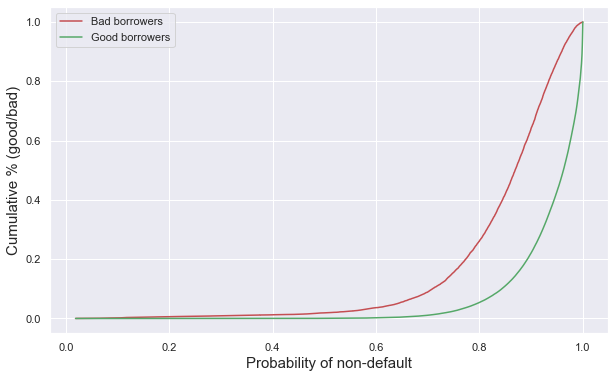 Bad borrowers
Good borrowers
1.0
0.8
0.6
0.4
0.2
0.0
Cumulative % (good/bad)
0.0 0.2 0.4 0.6 0.8 1.0
Probability of non-default